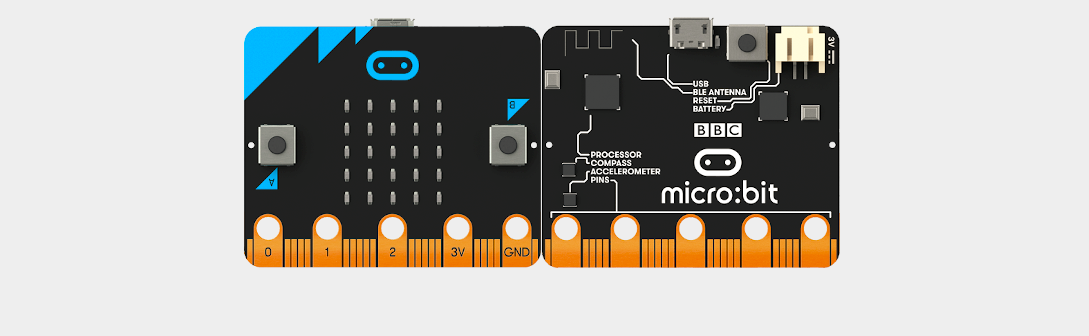 B
A
0
1
2
3V
GND
3V
USB
BLE ANTENNA
RESET
BATTERY
BBC
micro:bit
PROCESSOR
COMPASS
ACCELEROMETER
PINS